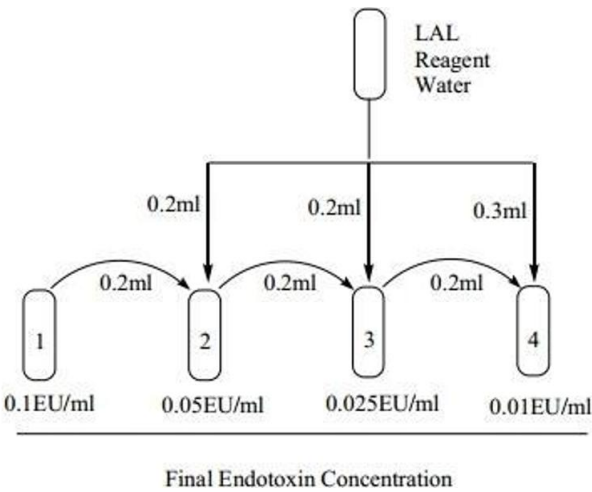 LAL
Reagent
Water
0.2ml
0.2ml
0.3ml
0.2ml
0.2ml
0.2ml
1
2
3
4
0.1EU/ml
0.05EU/ml
0.025EU/ml
0.01EU/ml
Final Endotoxin Concentration